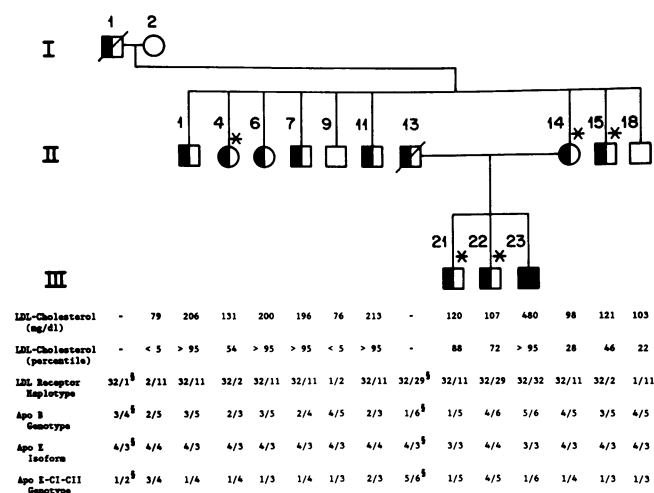 1 2
I
1 4 * 6 7 9 11 13 14 * 15 * 18
II
21 * 22 * 23
III
LDL-Cholesterol - 79 206 131 200 196 76 213 - 120 107 480 98 121 103
(mg/dl)
LDL-Cholesterol - < 5 > 95 54 > 95 > 95 < 5 > 95 - 88 72 > 95 28 46 22
(percentile)
LDL Receptor 32/1§ 2/11 32/11 32/2 32/11 32/11 1/2 32/11 32/29§ 32/11 32/29 32/32 32/11 32/2 1/11
Haplotype
Apo B 3/4§ 2/5 3/5 2/3 3/5 2/4 4/5 2/3 1/6§ 1/5 4/6 5/6 4/5 3/5 4/5
Genotype
Apo E 4/3§ 4/4 4/3 4/3 4/3 4/3 4/3 4/4 4/3§ 3/3 4/4 3/3 4/3 4/3 4/3
Isoform
Apo E-CI-CII 1/2§ 3/4 1/4 1/4 1/3 1/4 1/3 2/3 5/6§ 1/5 4/5 1/6 1/4 1/3 1/3
Genotype